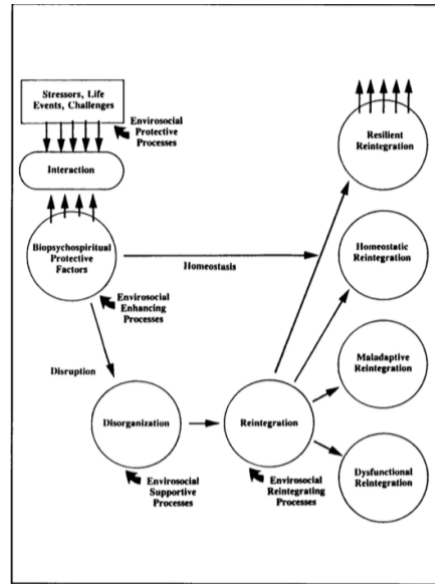 Stressors, Life
Events, Challenges
Envirosocial
Protective
Processes
Interaction
Resilient
Reintegration
Biopsychospiritual
Protective
Factors
Homeostasis
Homeostatic
Reintegration
Envirosocial
Enhancing
Processes
Disruption
Maladaptive
Reintegration
Disorganization
Reintegration
Dysfunctional
Reintegration
Envirosocial
Supportive
Processes
Envirosocial
Reintegrating
Processes